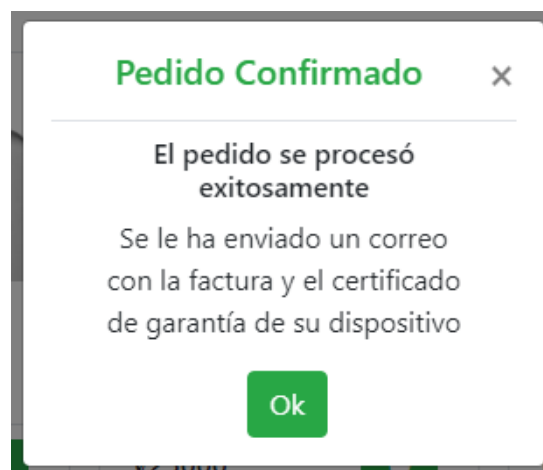 Pedido Confirmado ×
El pedido se procesó
exitosamente
Se le ha enviado un correo
con la factura y el certificado
de garantía de su dispositivo
Ok